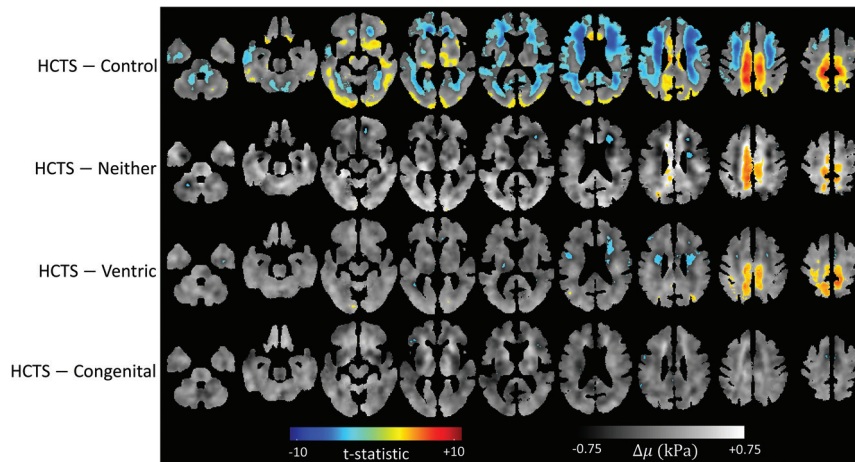 HCTS – Control
HCTS – Neither
HCTS – Ventric
HCTS – Congenital
-10 t-statistic +10
-0.75 Δμ (kPa) +0.75